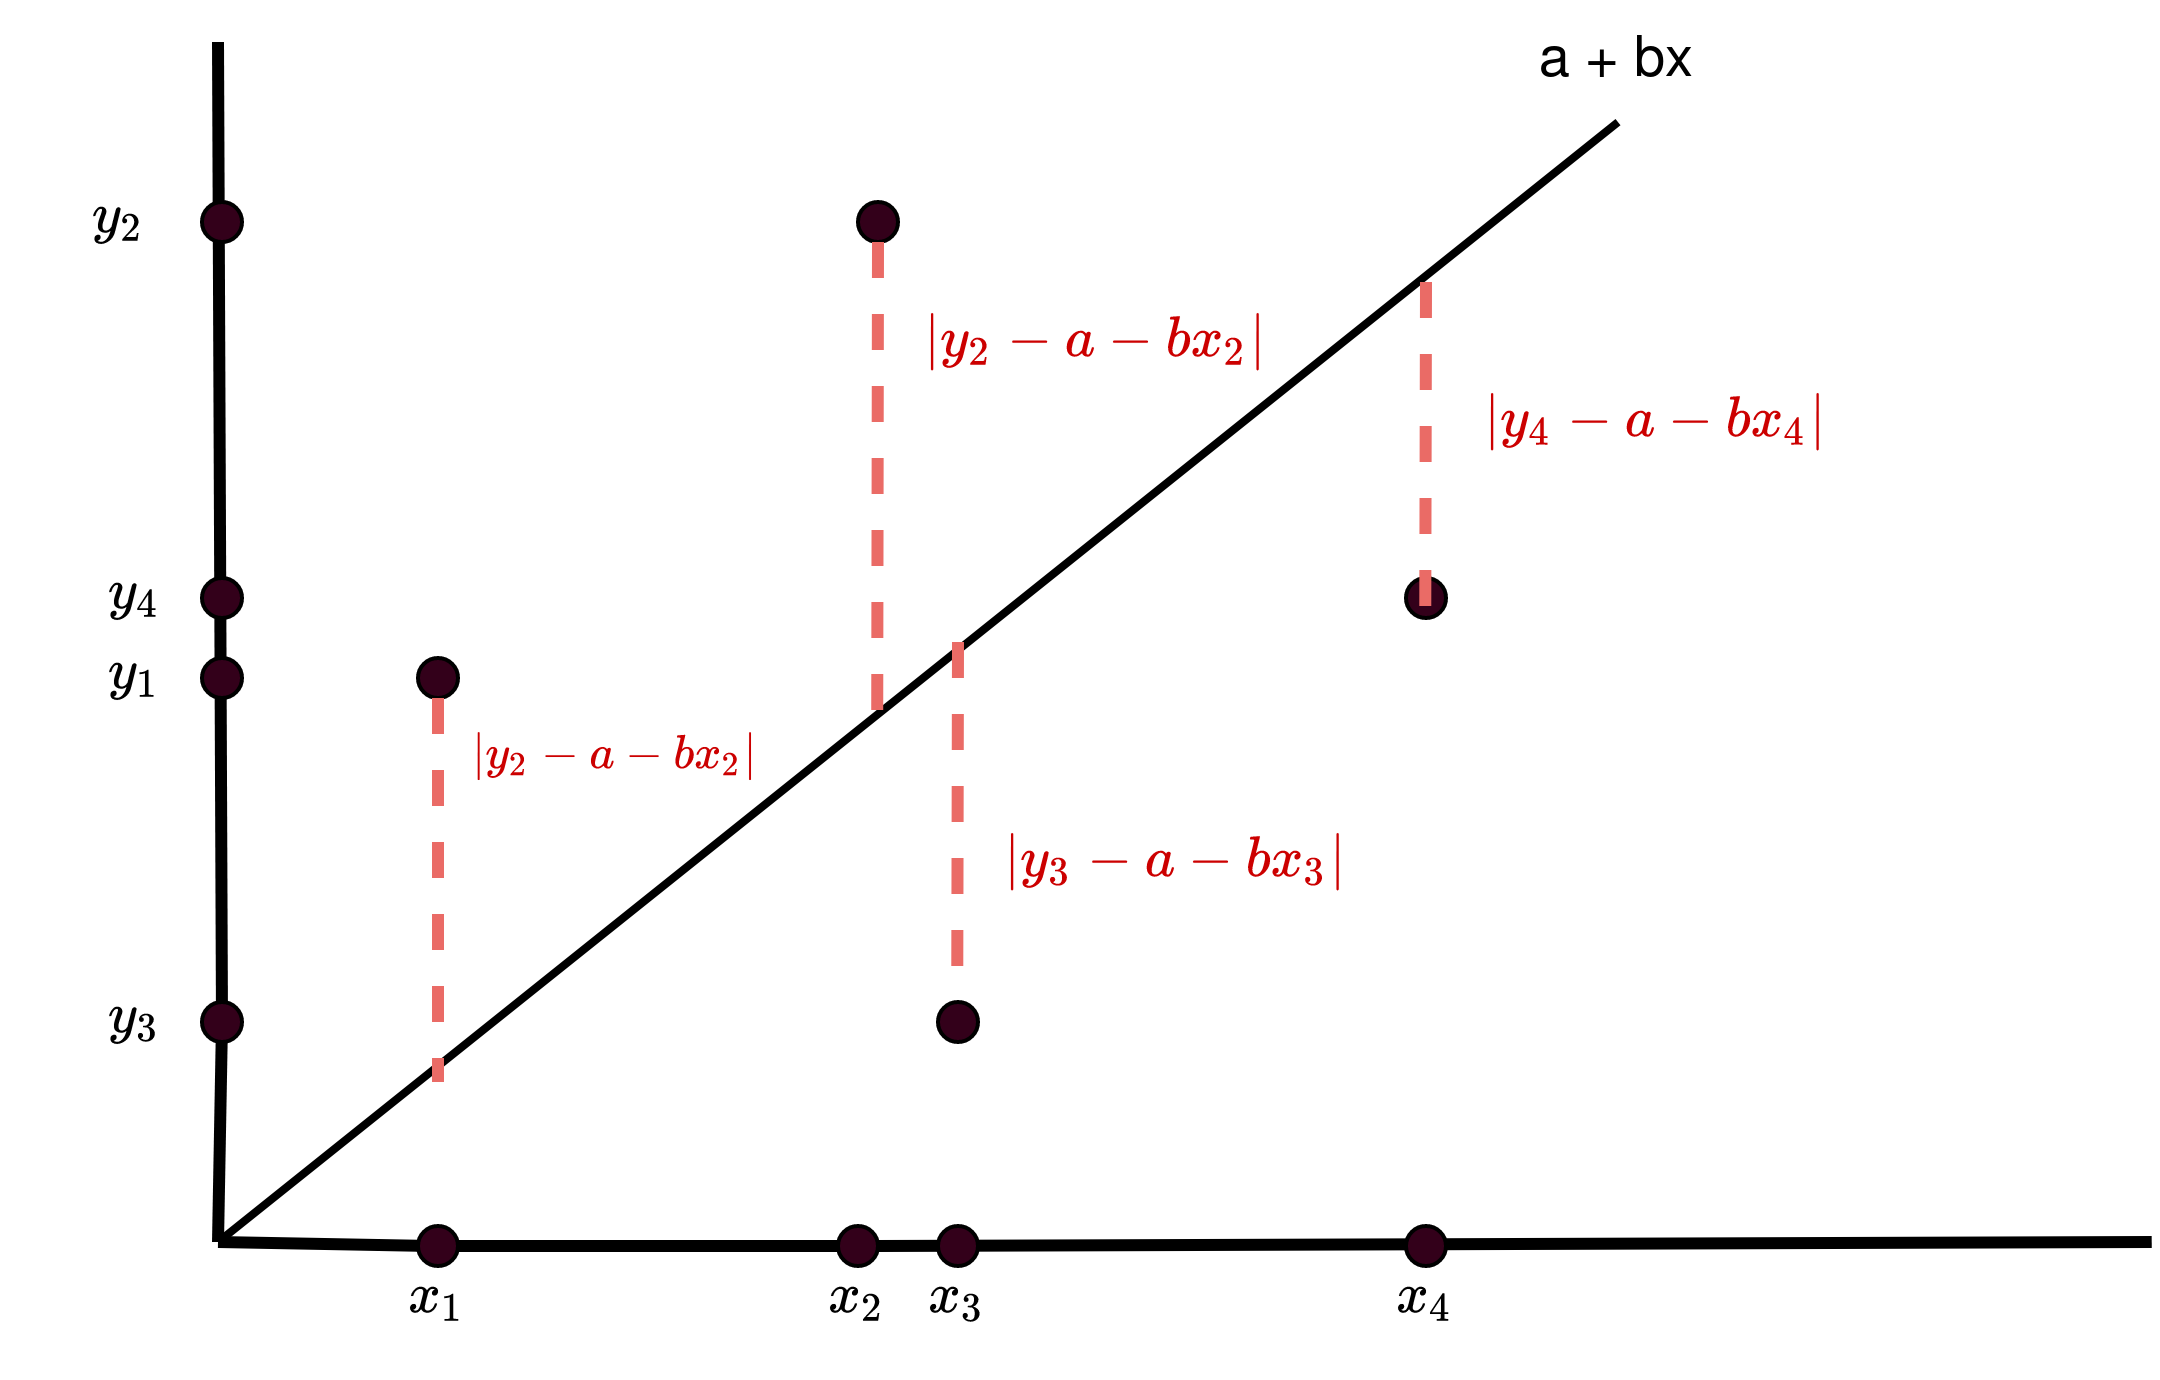 a + bx
y₂
|y₂ − a − bx₂|
|y₄ − a − bx₄|
y₄
y₁
|y₂ − a − bx₂|
|y₃ − a − bx₃|
y₃
x₁ x₂ x₃ x₄